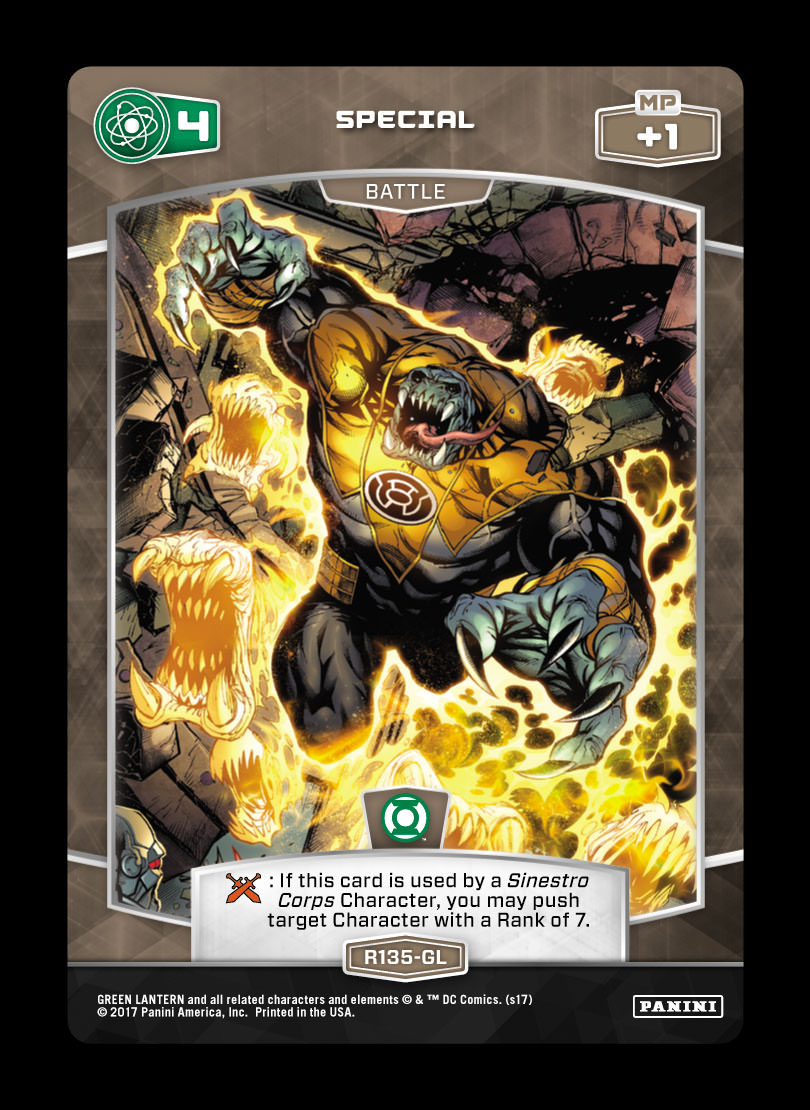 4
SPECIAL
MP
+1
BATTLE
™
: If this card is used by a Sinestro
Corps Character, you may push
target Character with a Rank of 7.
R135-GL
GREEN LANTERN and all related characters and elements © & ™ DC Comics. (s17)
© 2017 Panini America, Inc. Printed in the USA.
PANINI